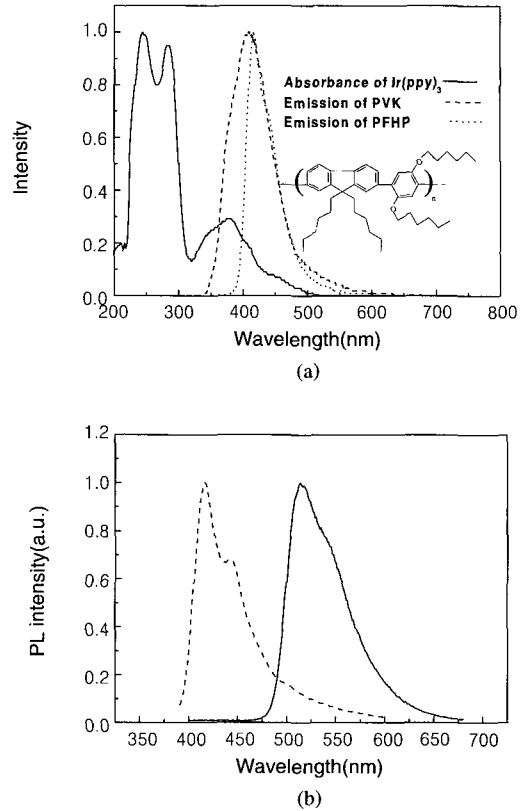 1.0
0.8
0.6
0.4
0.2
0.0
Intensity
Absorbance of Ir(ppy)3
Emission of PVK
Emission of PFHP
O
O
n
200 300 400 500 600 700 800
Wavelength(nm)
(a)
1.2
1.0
0.8
0.6
0.4
0.2
0.0
PL intensity(a.u.)
350 400 450 500 550 600 650 700
Wavelength(nm)
(b)